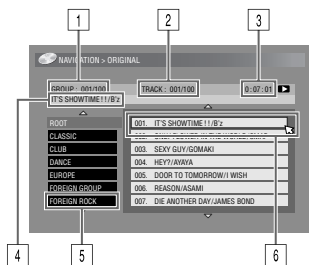 1
2
3
NAVIGATION > ORIGINAL
GROUP : 001/100
TRACK : 001/100
0:07:01
IT'S SHOWTIME!!/B'z
ROOT
CLASSIC
CLUB
DANCE
EUROPE
FOREIGN GROUP
FOREIGN ROCK
001. IT'S SHOWTIME!!/B'z
003. SEXY GUY/GOMAKI
004. HEY?/AYAYA
005. DOOR TO TOMORROW/I WISH
006. REASON/ASAMI
007. DIE ANOTHER DAY/JAMES BOND
4
5
6